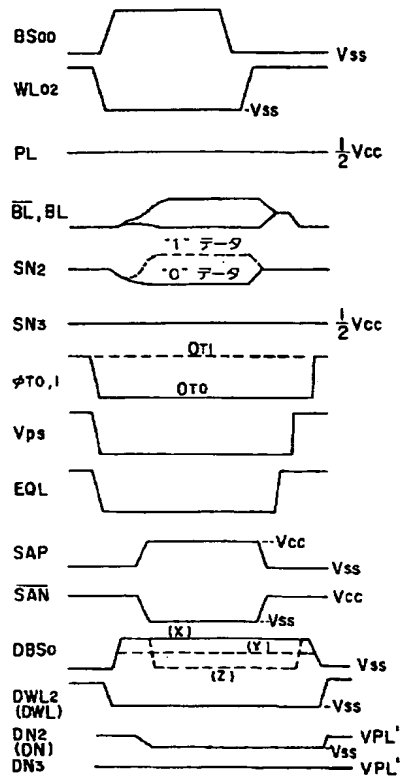 BS00
Vss
WL02
Vss
PL
1/2 Vcc
BL, BL
"1" データ
SN2
"0" データ
SN3
1/2 Vcc
OT1
φT0,1
OT0
Vps
EQL
SAP
Vcc
Vss
SAN
Vcc
Vss
(X)
DBS0
(Y)
Vss
(Z)
DWL2
(DWL)
Vss
DN2
(DN)
VPL'
Vss
DN3
VPL'